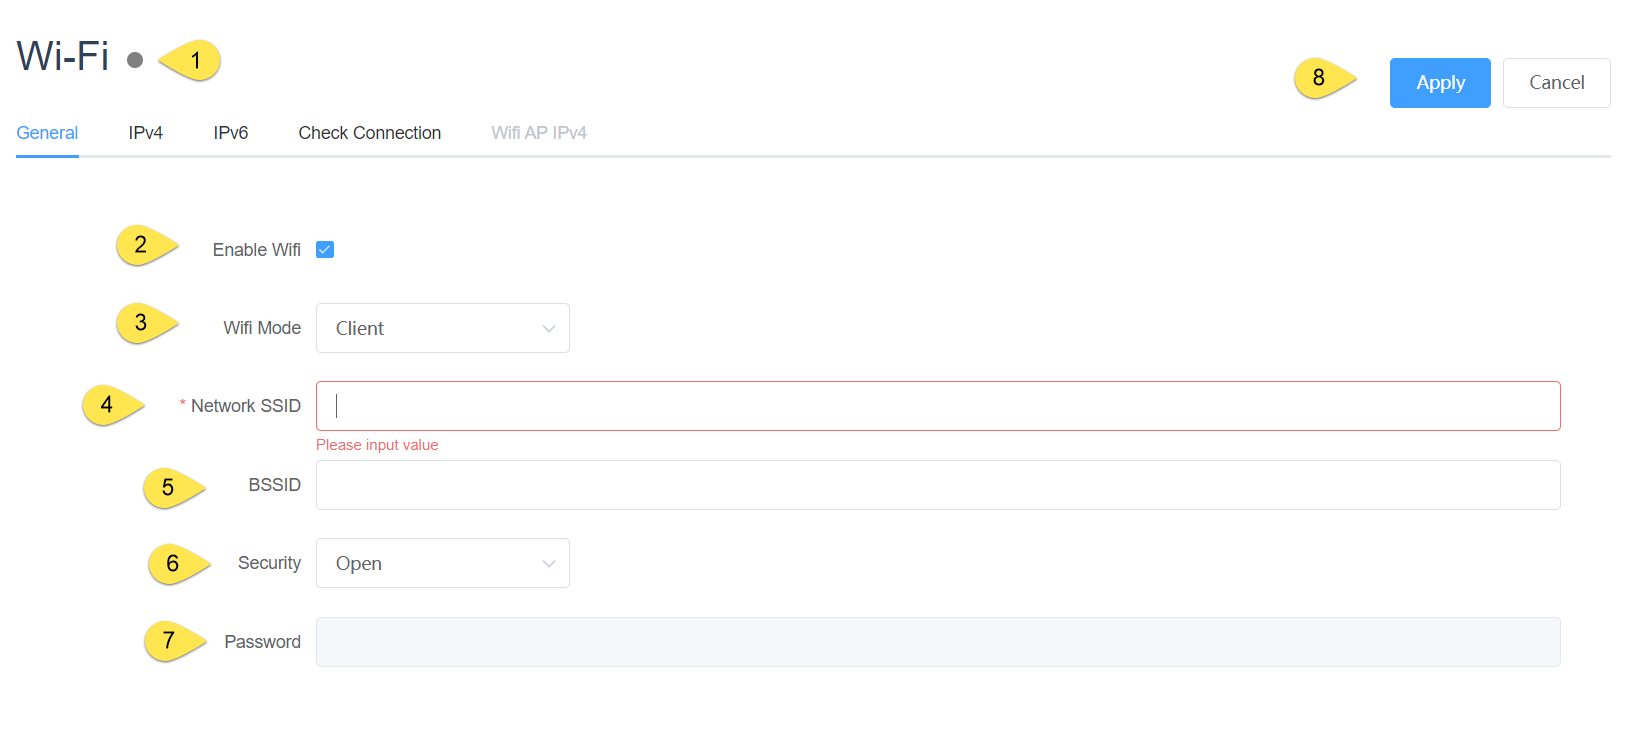 Wi-Fi 1
8 Apply Cancel
General IPv4 IPv6 Check Connection Wifi AP IPv4
2 Enable Wifi
3 Wifi Mode Client
4 * Network SSID
Please input value
5 BSSID
6 Security Open
7 Password